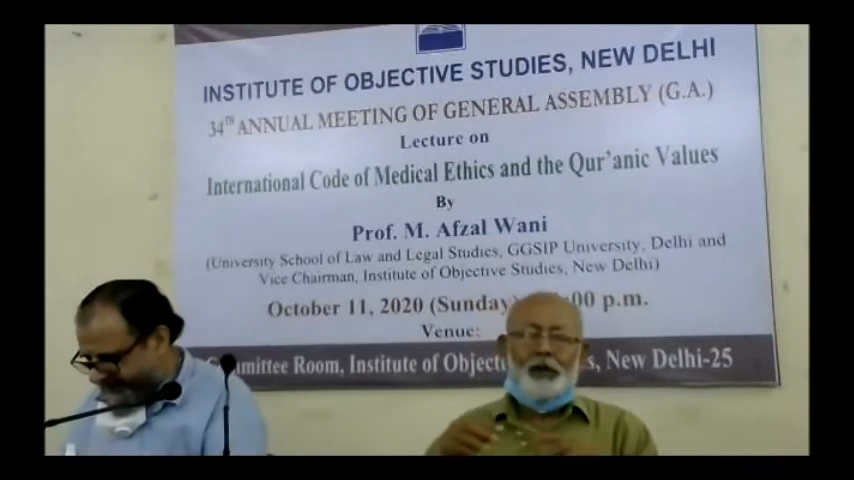 INSTITUTE OF OBJECTIVE STUDIES, NEW DELHI
34TH ANNUAL MEETING OF GENERAL ASSEMBLY (G.A.)
Lecture on
International Code of Medical Ethics and the Qur'anic Values
By
Prof. M. Afzal Wani
(University School of Law and Legal Studies, GGSIP University, Delhi and
Vice Chairman, Institute of Objective Studies, New Delhi)
October 11, 2020 (Sunday) :00 p.m.
Venue:
Room, Institute of New Delhi-25